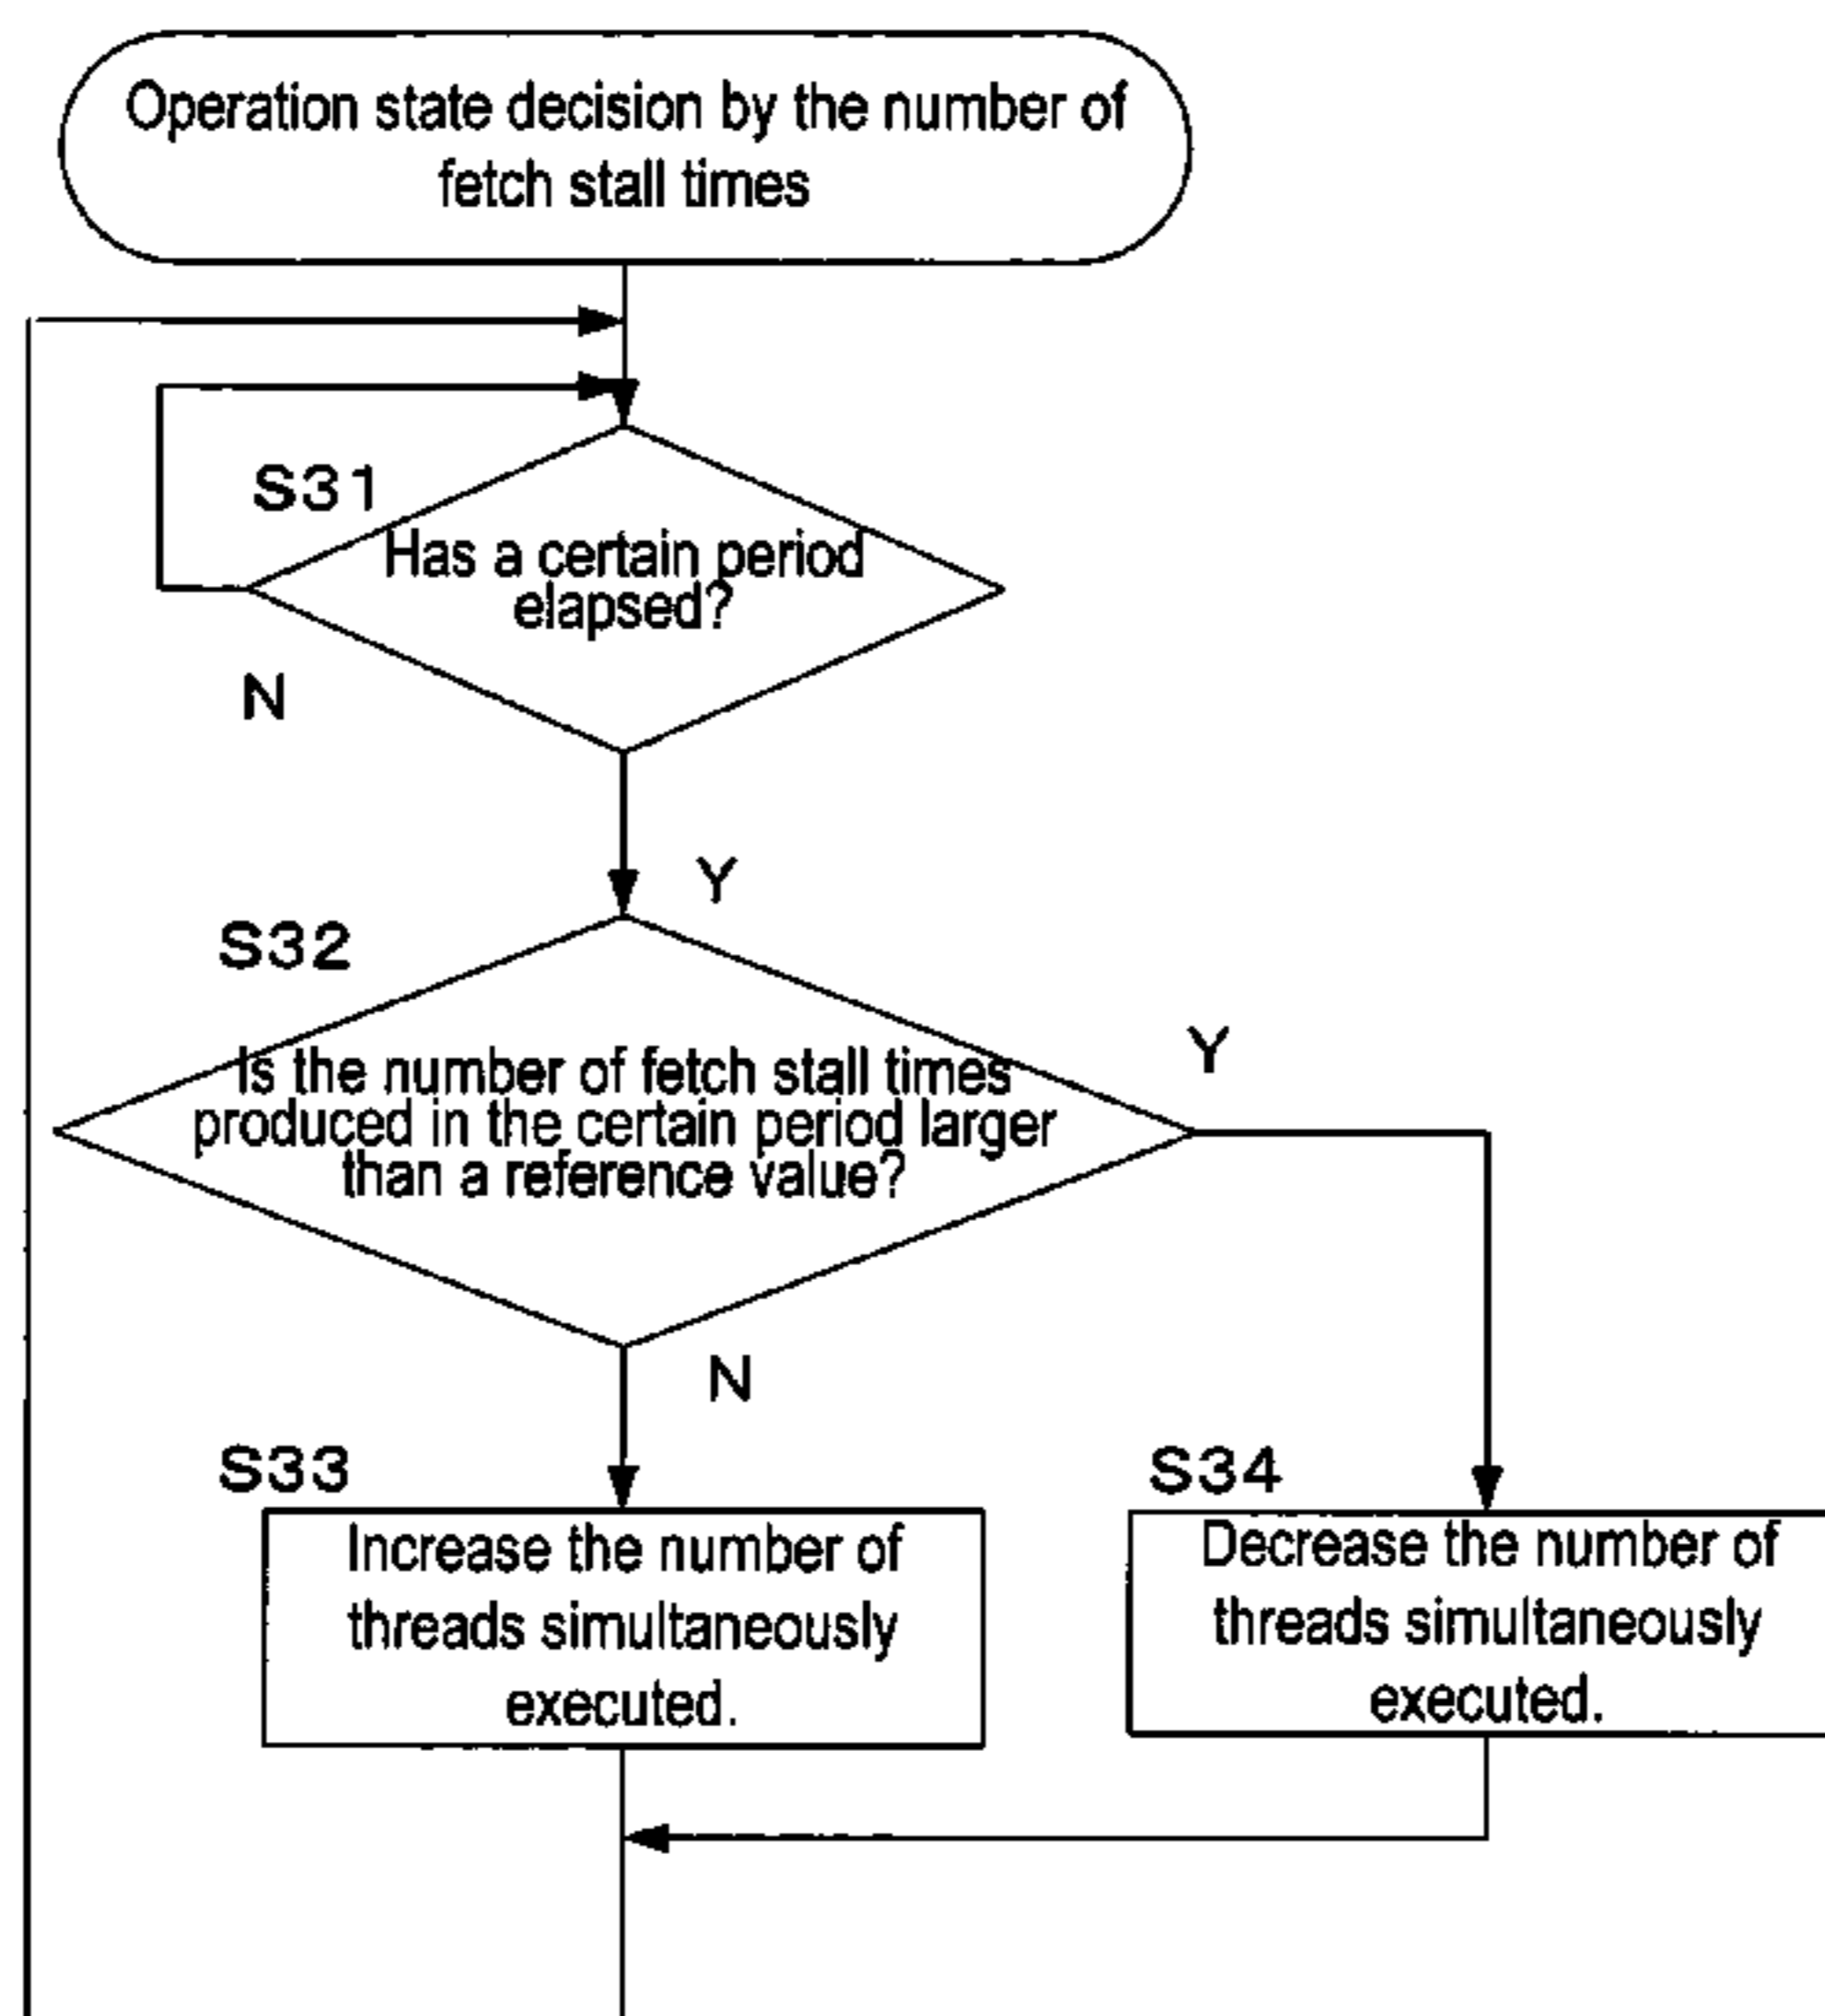 Operation state decision by the number of
fetch stall times
S31
Has a certain period
elapsed?
N
Y
S32
Is the number of fetch stall times
produced in the certain period larger
than a reference value?
Y
N
S33
Increase the number of
threads simultaneously
executed.
S34
Decrease the number of
threads simultaneously
executed.